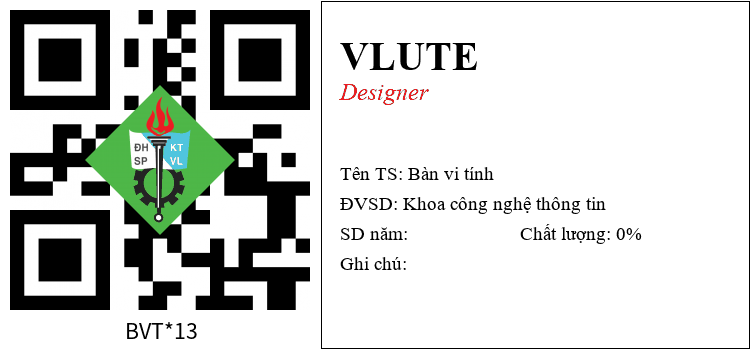 ĐH KT
SP VL
BVT*13
VLUTE
Designer
Tên TS: Bàn vi tính
ĐVSD: Khoa công nghệ thông tin
SD năm: Chất lượng: 0%
Ghi chú: